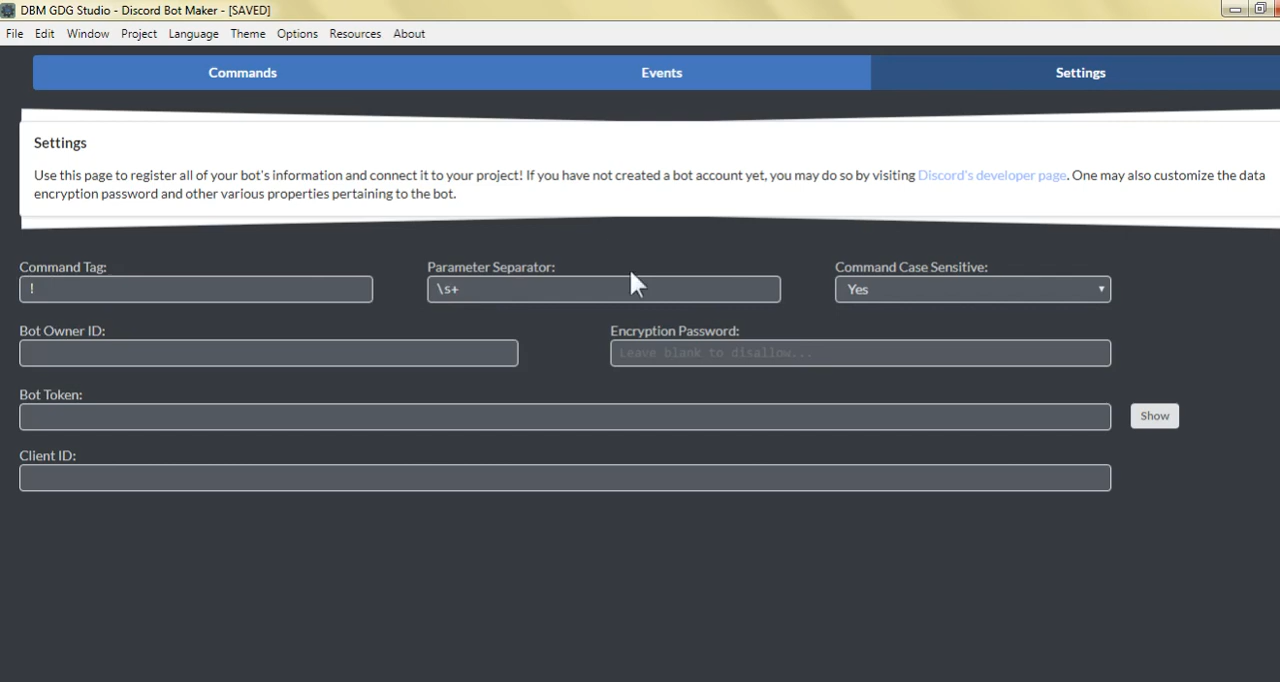 DBM GDG Studio - Discord Bot Maker - [SAVED]
File Edit Window Project Language Theme Options Resources About
Commands Events Settings
Settings
Use this page to register all of your bot's information and connect it to your project! If you have not created a bot account yet, you may do so by visiting Discord's developer page. One may also customize the data
encryption password and other various properties pertaining to the bot.
Command Tag: Parameter Separator: Command Case Sensitive:
! \s+ Yes
Bot Owner ID: Encryption Password:
Leave blank to disallow...
Bot Token:
Show
Client ID: